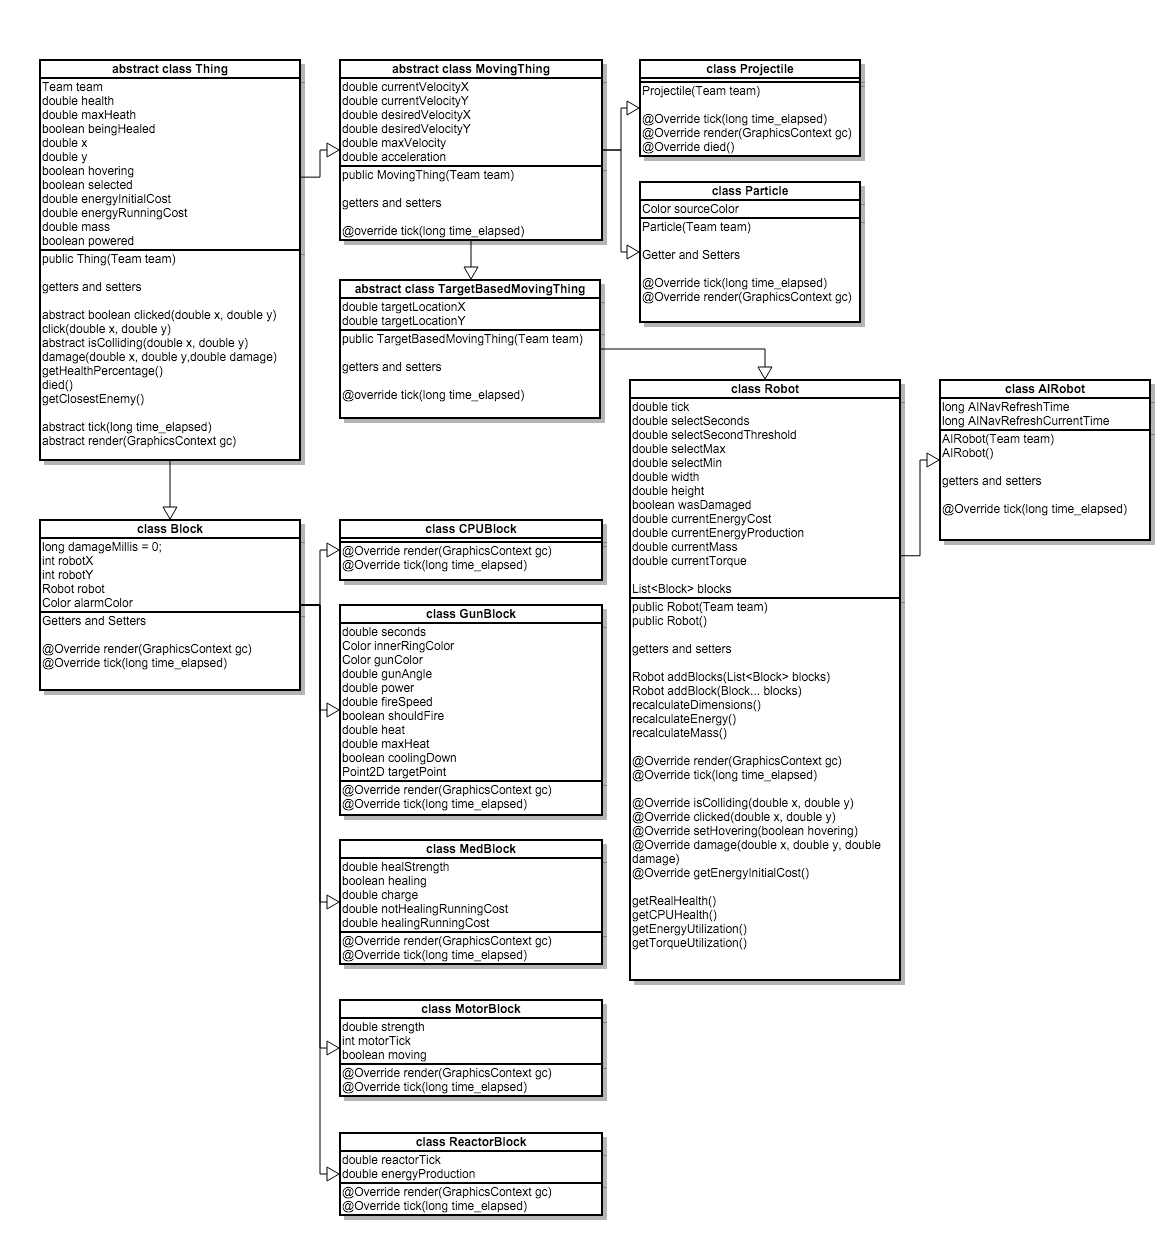 abstract class Thing
Team team
double health
double maxHeath
boolean beingHealed
double x
double y
boolean hovering
boolean selected
double energyInitialCost
double energyRunningCost
double mass
boolean powered
public Thing(Team team)
getters and setters
abstract boolean clicked(double x, double y)
click(double x, double y)
abstract isColliding(double x, double y)
damage(double x, double y,double damage)
getHealthPercentage()
died()
getClosestEnemy()
abstract tick(long time_elapsed)
abstract render(GraphicsContext gc)
abstract class MovingThing
double currentVelocityX
double currentVelocityY
double desiredVelocityX
double desiredVelocityY
double maxVelocity
double acceleration
public MovingThing(Team team)
getters and setters
@override tick(long time_elapsed)
class Projectile
Projectile(Team team)
@Override tick(long time_elapsed)
@Override render(GraphicsContext gc)
@Override died()
class Particle
Color sourceColor
Particle(Team team)
Getter and Setters
@Override tick(long time_elapsed)
@Override render(GraphicsContext gc)
abstract class TargetBasedMovingThing
double targetLocationX
double targetLocationY
public TargetBasedMovingThing(Team team)
getters and setters
@override tick(long time_elapsed)
class Robot
double tick
double selectSeconds
double selectSecondThreshold
double selectMax
double selectMin
double width
double height
boolean wasDamaged
double currentEnergyCost
double currentEnergyProduction
double currentMass
double currentTorque
List<Block> blocks
public Robot(Team team)
public Robot()
getters and setters
Robot addBlocks(List<Block> blocks)
Robot addBlock(Block... blocks)
recalculateDimensions()
recalculateEnergy()
recalculateMass()
@Override render(GraphicsContext gc)
@Override tick(long time_elapsed)
@Override isColliding(double x, double y)
@Override clicked(double x, double y)
@Override setHovering(boolean hovering)
@Override damage(double x, double y, double
damage)
@Override getEnergyInitialCost()
getRealHealth()
getCPUHealth()
getEnergyUtilization()
getTorqueUtilization()
class AIRobot
long AINavRefreshTime
long AINavRefreshCurrentTime
AIRobot(Team team)
AIRobot()
getters and setters
@Override tick(long time_elapsed)
class Block
long damageMillis = 0;
int robotX
int robotY
Robot robot
Color alarmColor
Getters and Setters
@Override render(GraphicsContext gc)
@Override tick(long time_elapsed)
class CPUBlock
@Override render(GraphicsContext gc)
@Override tick(long time_elapsed)
class GunBlock
double seconds
Color innerRingColor
Color gunColor
double gunAngle
double power
double fireSpeed
boolean shouldFire
double heat
double maxHeat
boolean coolingDown
Point2D targetPoint
@Override render(GraphicsContext gc)
@Override tick(long time_elapsed)
class MedBlock
double healStrength
boolean healing
double charge
double notHealingRunningCost
double healingRunningCost
@Override render(GraphicsContext gc)
@Override tick(long time_elapsed)
class MotorBlock
double strength
int motorTick
boolean moving
@Override render(GraphicsContext gc)
@Override tick(long time_elapsed)
class ReactorBlock
double reactorTick
double energyProduction
@Override render(GraphicsContext gc)
@Override tick(long time_elapsed)